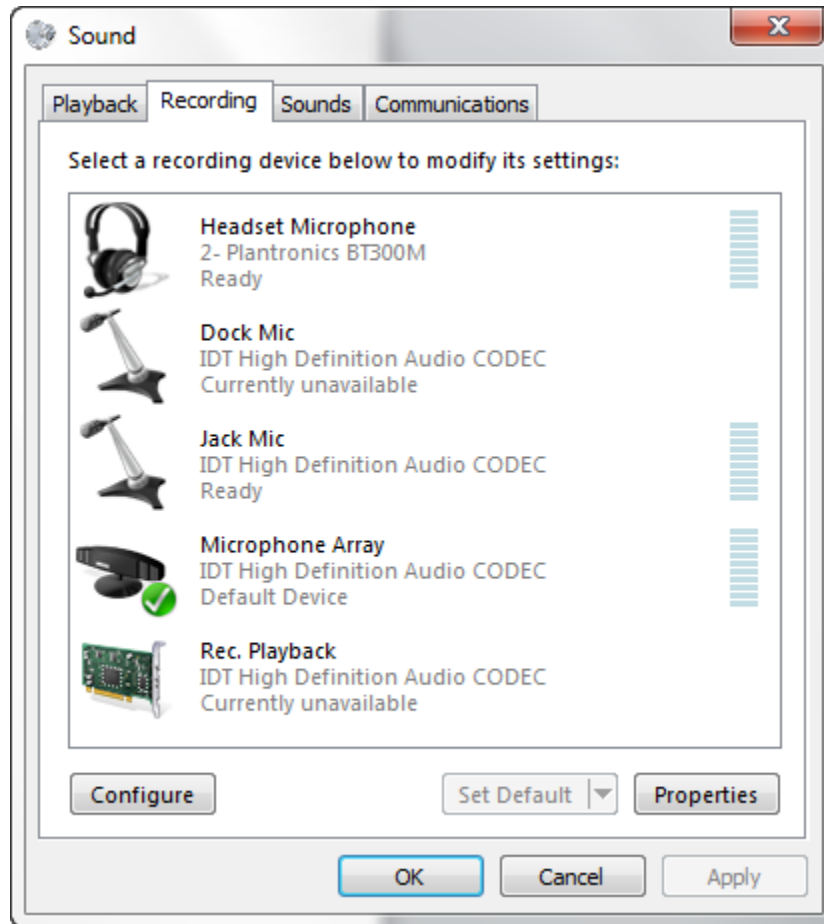 Sound
Playback Recording Sounds Communications
Select a recording device below to modify its settings:
Headset Microphone
2- Plantronics BT300M
Ready
Dock Mic
IDT High Definition Audio CODEC
Currently unavailable
Jack Mic
IDT High Definition Audio CODEC
Ready
Microphone Array
IDT High Definition Audio CODEC
Default Device
Rec. Playback
IDT High Definition Audio CODEC
Currently unavailable
Configure Set Default Properties
OK Cancel Apply